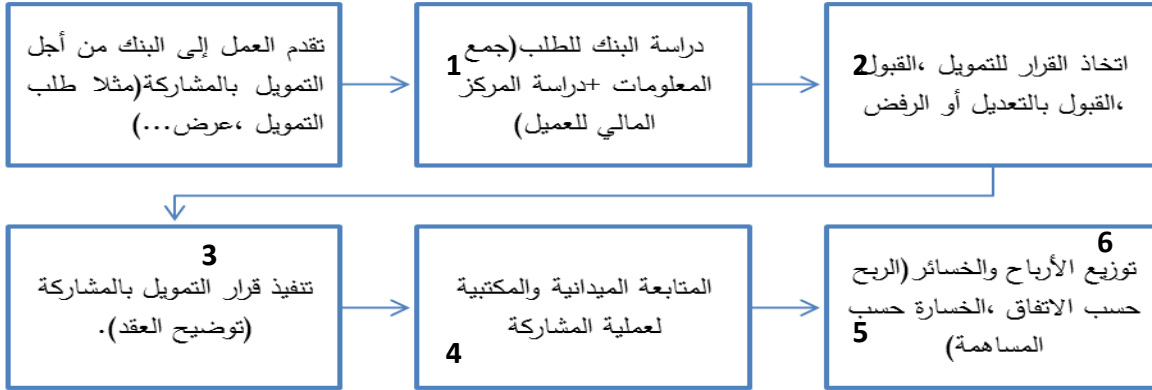 تقدم العمل إلى البنك من أجل
التمويل بالمشاركة(مثلا طلب
التمويل ،عرض...)
1
دراسة البنك للطلب(جمع
المعلومات +دراسة المركز
المالي للعميل)
2
اتخاذ القرار للتمويل ،القبول
،القبول بالتعديل أو الرفض
3
تنفيذ قرار التمويل بالمشاركة
(توضيح العقد).
المتابعة الميدانية والمكتبية
لعملية المشاركة
4
6
توزيع الأرباح والخسائر(الربح
حسب الاتفاق ،الخسارة حسب
5
المساهمة)